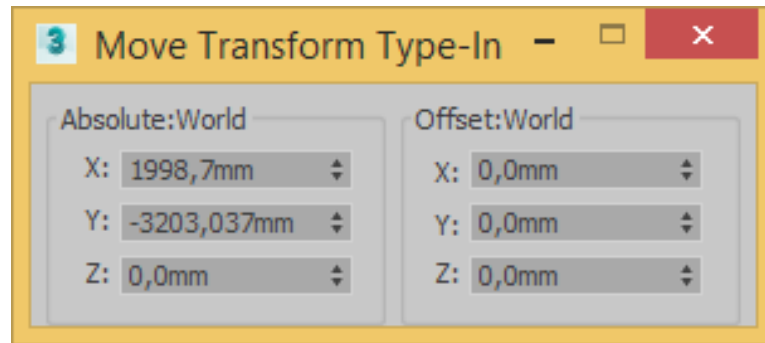 3 Move Transform Type-In
Absolute:World
X: 1998,7mm
Y: -3203,037mm
Z: 0,0mm
Offset:World
X: 0,0mm
Y: 0,0mm
Z: 0,0mm